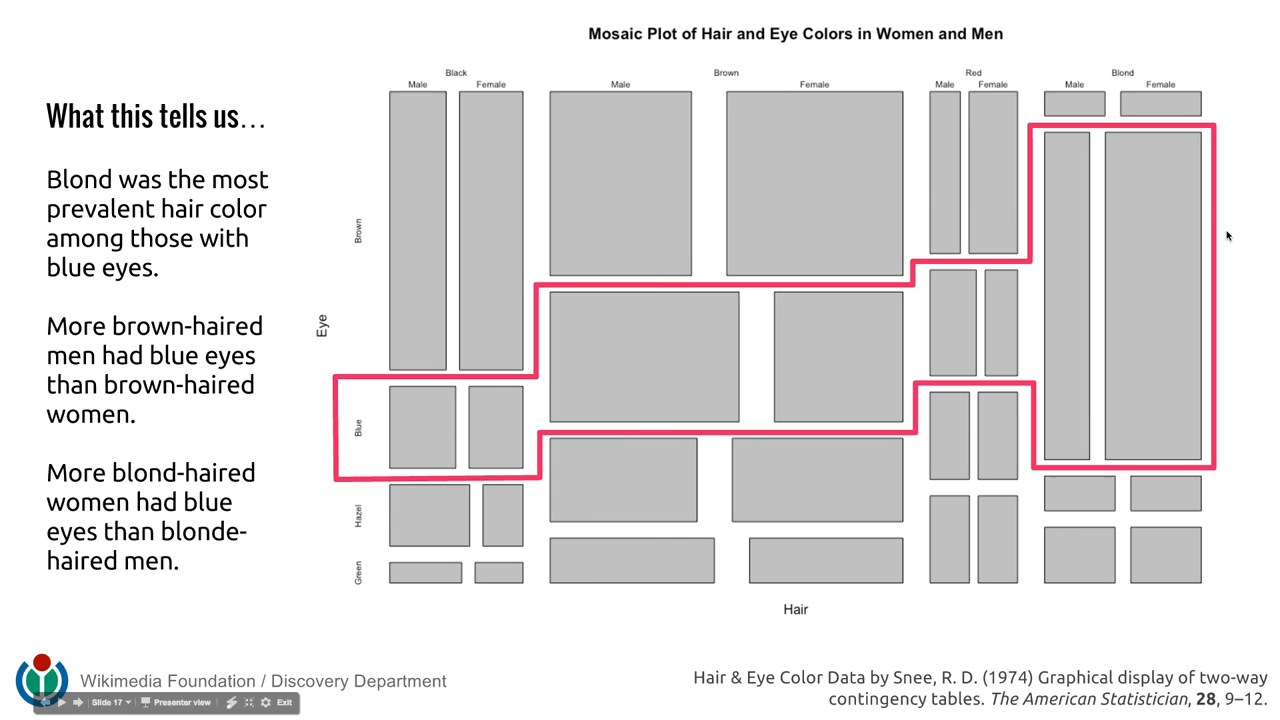 Mosaic Plot of Hair and Eye Colors in Women and Men
Black
Brown
Red
Blond
Male
Female
Male
Female
Male
Female
Male
Female
What this tells us...
Blond was the most
prevalent hair color
among those with
blue eyes.
More brown-haired
men had blue eyes
than brown-haired
women.
More blond-haired
women had blue
eyes than blonde-
haired men.
Eye
Brown
Blue
Hazel
Green
Hair
Wikimedia Foundation / Discovery Department
Slide 17
Presenter view
Exit
Hair & Eye Color Data by Snee, R. D. (1974) Graphical display of two-way
contingency tables. The American Statistician, 28, 9–12.